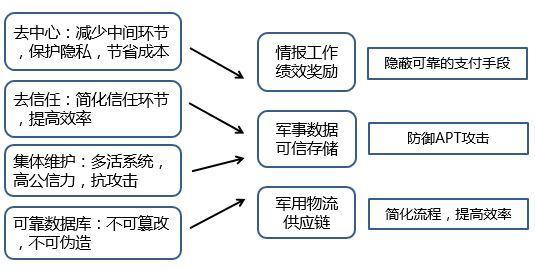 去中心：减少中间环节
，保护隐私，节省成本
去信任：简化信任环节
，提高效率
集体维护：多活系统，
高公信力，抗攻击
可靠数据库：不可篡改
，不可伪造
情报工作
绩效奖励
军事数据
可信存储
军用物流
供应链
隐蔽可靠的支付手段
防御APT攻击
简化流程，提高效率